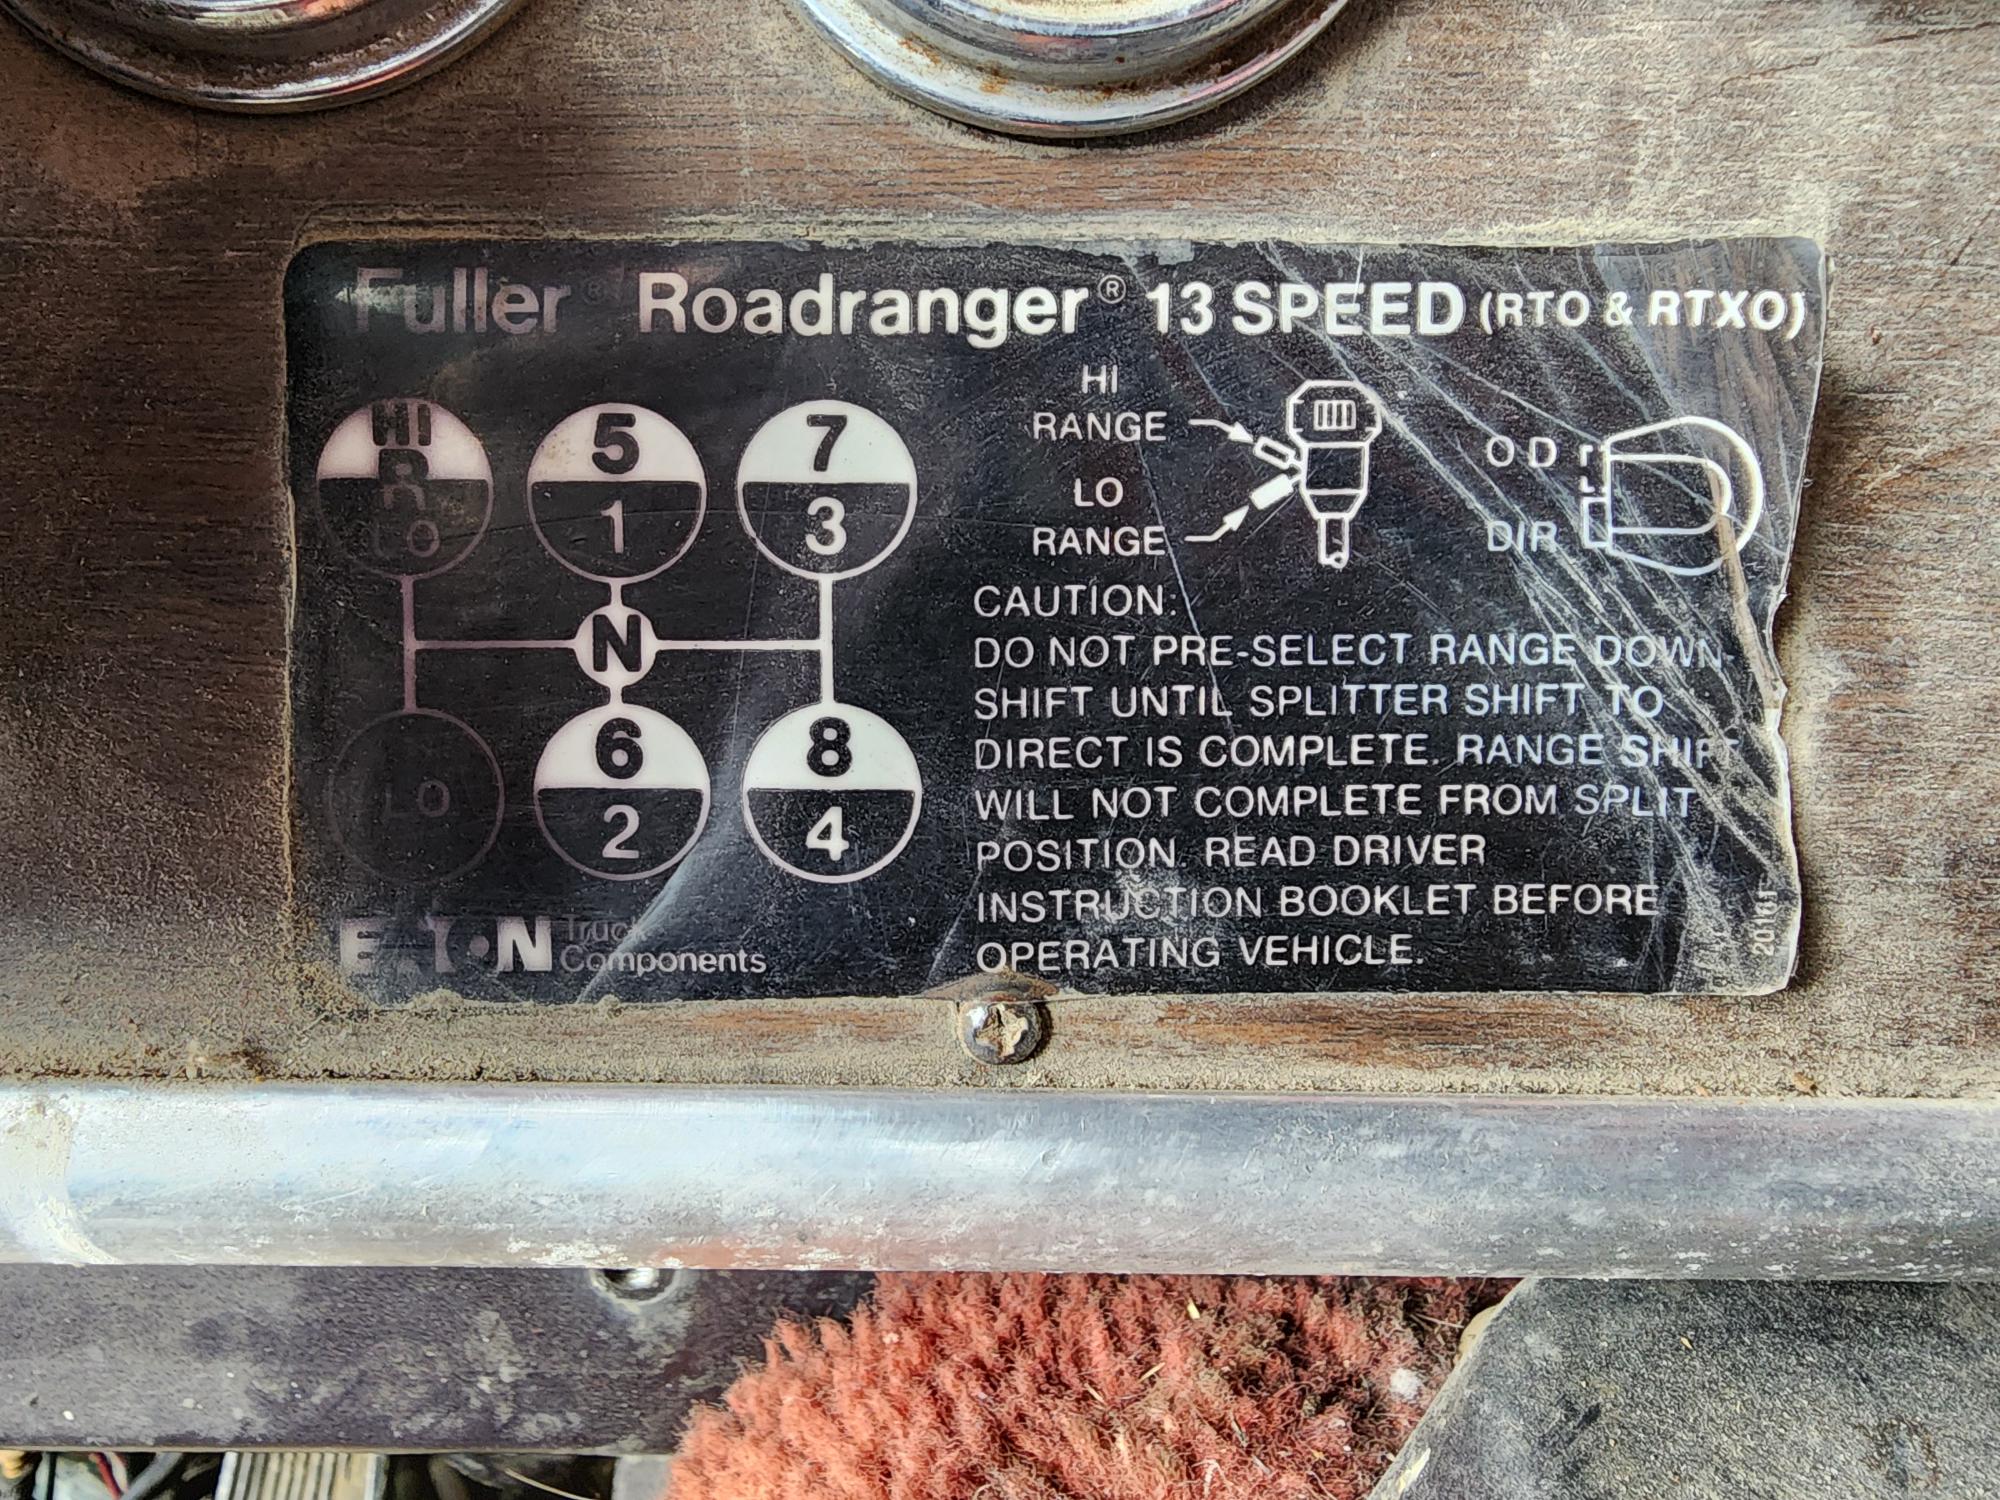 Fuller® Roadranger® 13 SPEED (RTO & RTXO)
HI
R
LO
5
1
7
3
N
LO
6
2
8
4
HI
RANGE
LO
RANGE
O D
DIR
CAUTION:
DO NOT PRE-SELECT RANGE DOWN-
SHIFT UNTIL SPLITTER SHIFT TO
DIRECT IS COMPLETE. RANGE SHIFT
WILL NOT COMPLETE FROM SPLIT
POSITION. READ DRIVER
INSTRUCTION BOOKLET BEFORE
OPERATING VEHICLE.
EAT•N Truck
Components